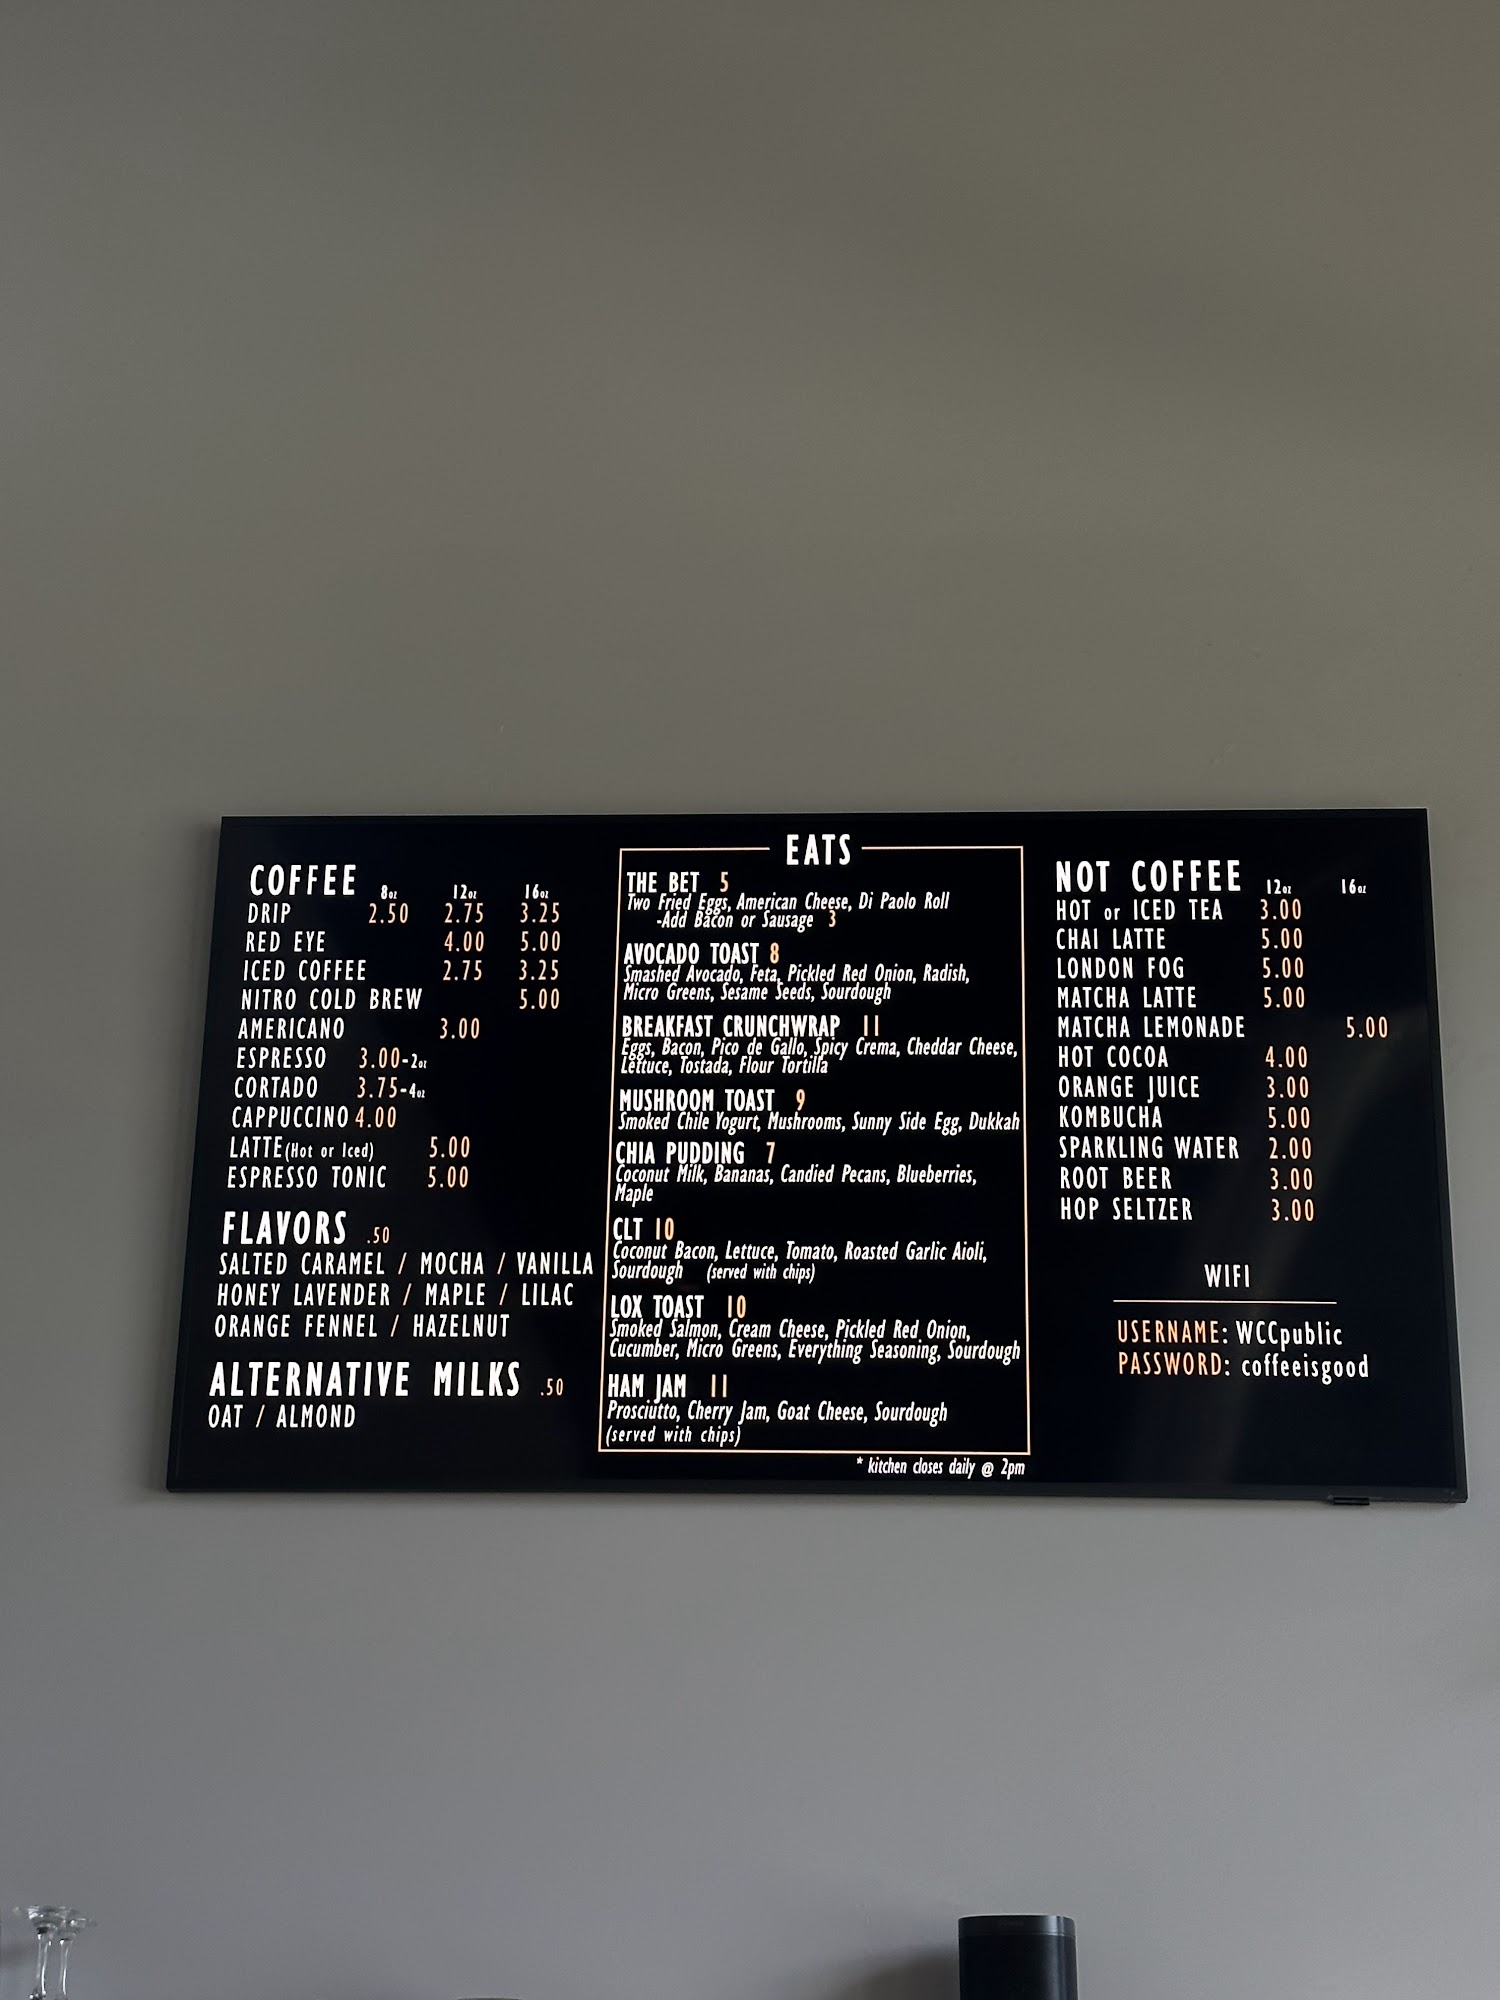 COFFEE 8oz 12oz 16oz
DRIP 2.50 2.75 3.25
RED EYE 4.00 5.00
ICED COFFEE 2.75 3.25
NITRO COLD BREW 5.00
AMERICANO 3.00
ESPRESSO 3.00-2oz
CORTADO 3.75-4oz
CAPPUCCINO 4.00
LATTE (Hot or Iced) 5.00
ESPRESSO TONIC 5.00
FLAVORS .50
SALTED CARAMEL / MOCHA / VANILLA
HONEY LAVENDER / MAPLE / LILAC
ORANGE FENNEL / HAZELNUT
ALTERNATIVE MILKS .50
OAT / ALMOND
EATS
THE BET 5
Two Fried Eggs, American Cheese, Di Paolo Roll
-Add Bacon or Sausage 3
AVOCADO TOAST 8
Smashed Avocado, Feta, Pickled Red Onion, Radish,
Micro Greens, Sesame Seeds, Sourdough
BREAKFAST CRUNCHWRAP 11
Eggs, Bacon, Pico de Gallo, Spicy Crema, Cheddar Cheese,
Lettuce, Tostada, Flour Tortilla
MUSHROOM TOAST 9
Smoked Chile Yogurt, Mushrooms, Sunny Side Egg, Dukkah
CHIA PUDDING 7
Coconut Milk, Bananas, Candied Pecans, Blueberries,
Maple
CLT 10
Coconut Bacon, Lettuce, Tomato, Roasted Garlic Aioli,
Sourdough (served with chips)
LOX TOAST 10
Smoked Salmon, Cream Cheese, Pickled Red Onion,
Cucumber, Micro Greens, Everything Seasoning, Sourdough
HAM JAM 11
Prosciutto, Cherry Jam, Goat Cheese, Sourdough
(served with chips)
* kitchen closes daily @ 2pm
NOT COFFEE 12oz 16oz
HOT or ICED TEA 3.00
CHAI LATTE 5.00
LONDON FOG 5.00
MATCHA LATTE 5.00
MATCHA LEMONADE 5.00
HOT COCOA 4.00
ORANGE JUICE 3.00
KOMBUCHA 5.00
SPARKLING WATER 2.00
ROOT BEER 3.00
HOP SELTZER 3.00
WIFI
USERNAME: WCCpublic
PASSWORD: coffeeisgood